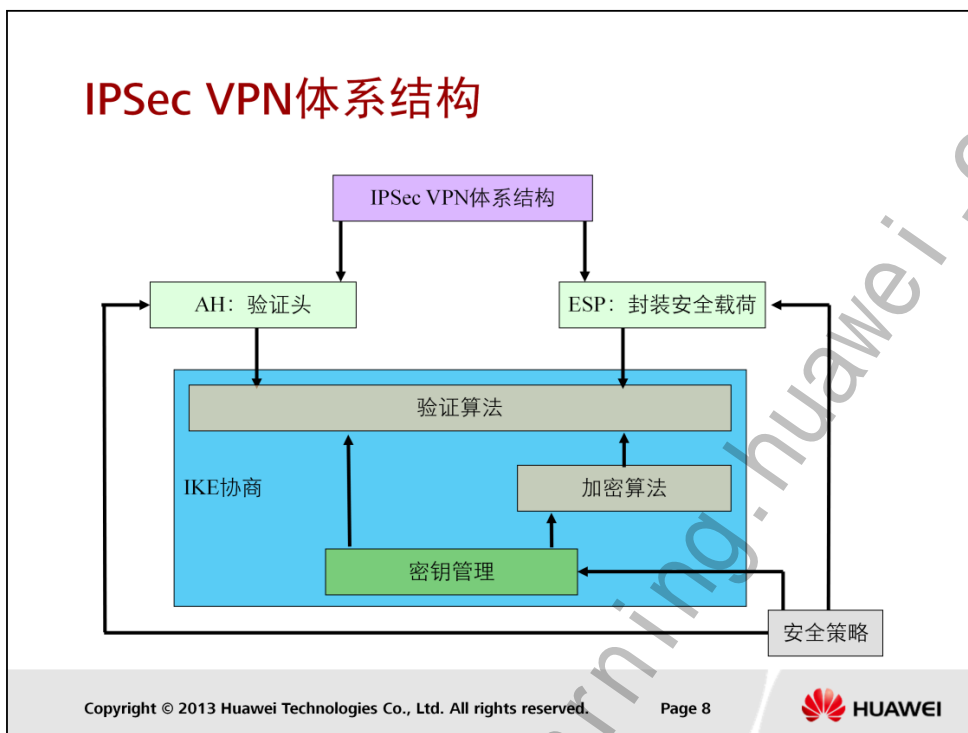 IPSec VPN体系结构
IPSec VPN体系结构
AH：验证头
ESP：封装安全载荷
验证算法
IKE协商
加密算法
密钥管理
安全策略
Copyright © 2013 Huawei Technologies Co., Ltd. All rights reserved.
Page 8
HUAWEI
rning.huawei.